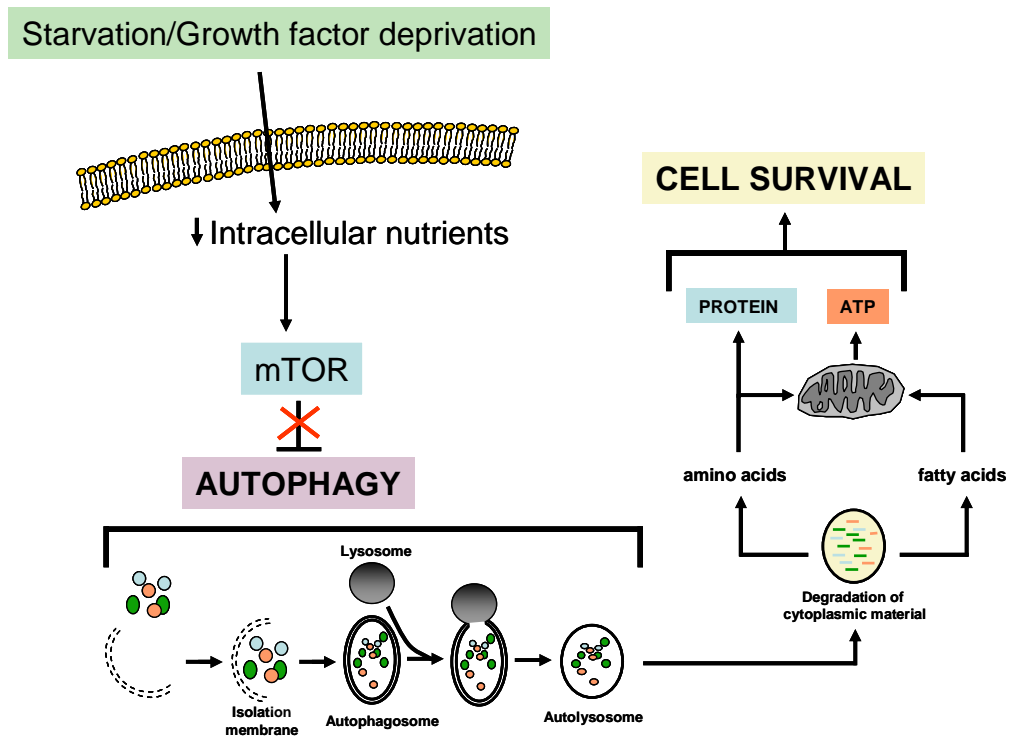 Starvation/Growth factor deprivation
Intracellular nutrients
mTOR
AUTOPHAGY
Lysosome
Isolation
membrane
Autophagosome
Autolysosome
CELL SURVIVAL
PROTEIN
ATP
amino acids
fatty acids
Degradation of
cytoplasmic material